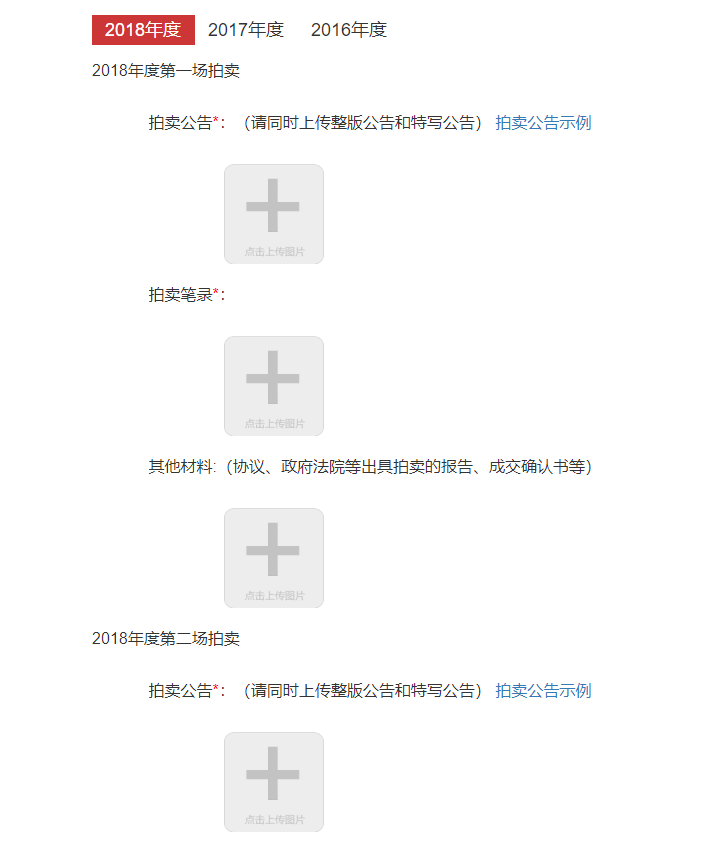 2018年度 2017年度 2016年度
2018年度第一场拍卖
拍卖公告*：（请同时上传整版公告和特写公告） 拍卖公告示例
点击上传图片
拍卖笔录*：
点击上传图片
其他材料:（协议、政府法院等出具拍卖的报告、成交确认书等）
点击上传图片
2018年度第二场拍卖
拍卖公告*：（请同时上传整版公告和特写公告） 拍卖公告示例
点击上传图片